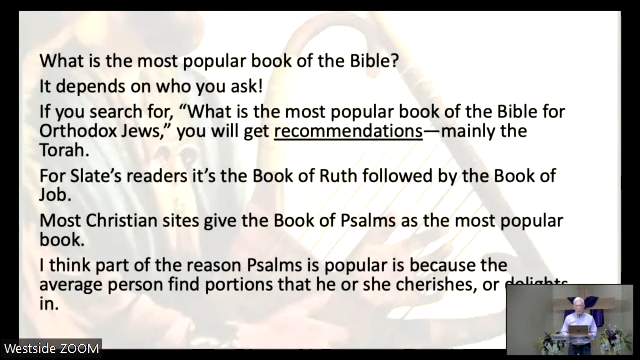 What is the most popular book of the Bible?
It depends on who you ask!
If you search for, “What is the most popular book of the Bible for
Orthodox Jews,” you will get recommendations—mainly the
Torah.
For Slate’s readers it’s the Book of Ruth followed by the Book of
Job.
Most Christian sites give the Book of Psalms as the most popular
book.
I think part of the reason Psalms is popular is because the
average person find portions that he or she cherishes, or delights
in.
Westside ZOOM